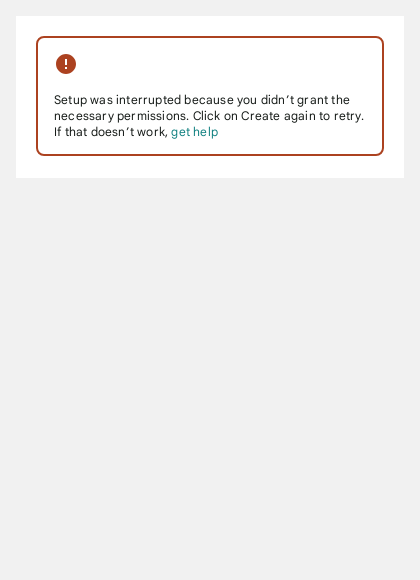 Setup was interrupted because you didn’t grant the
necessary permissions. Click on Create again to retry.
If that doesn’t work, get help